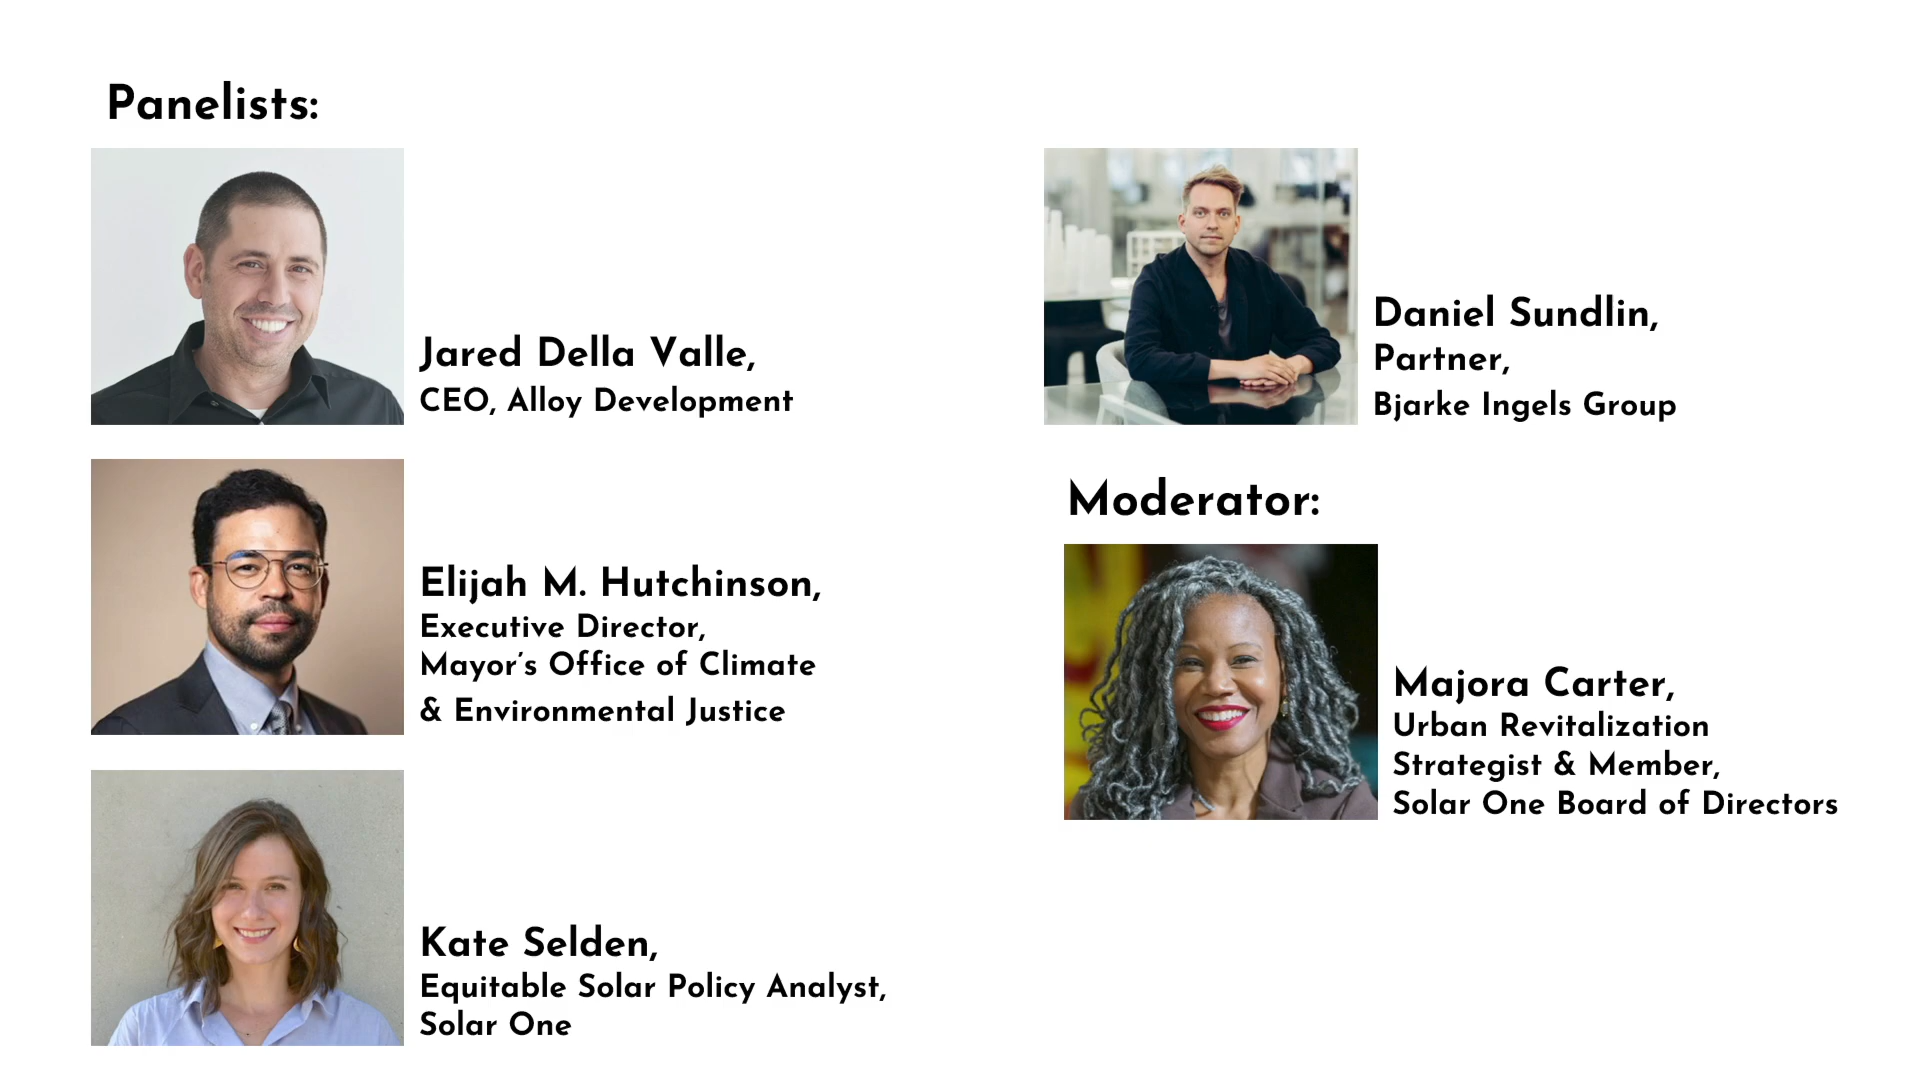 Panelists:
Jared Della Valle,
CEO, Alloy Development
Elijah M. Hutchinson,
Executive Director,
Mayor’s Office of Climate
& Environmental Justice
Kate Selden,
Equitable Solar Policy Analyst,
Solar One
Daniel Sundlin,
Partner,
Bjarke Ingels Group
Moderator:
Majora Carter,
Urban Revitalization
Strategist & Member,
Solar One Board of Directors